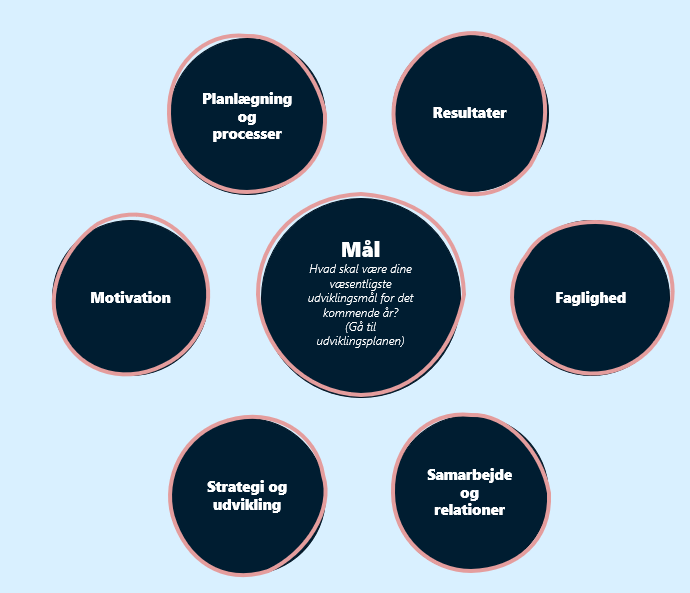 Planlægning
og
processer
Resultater
Mål
Hvad skal være dine
væsentligste
udviklingsmål for det
kommende år?
(Gå til
udviklingsplanen)
Motivation
Faglighed
Strategi og
udvikling
Samarbejde
og
relationer